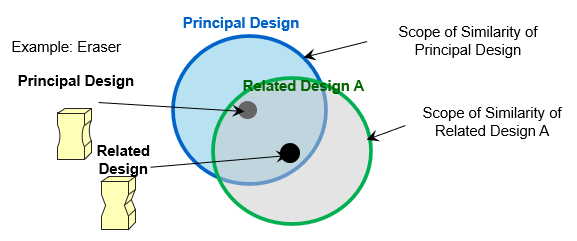 Principal Design
Example: Eraser
Scope of Similarity of
Principal Design
Principal Design
Related Design A
Scope of Similarity of
Related Design A
Related
Design